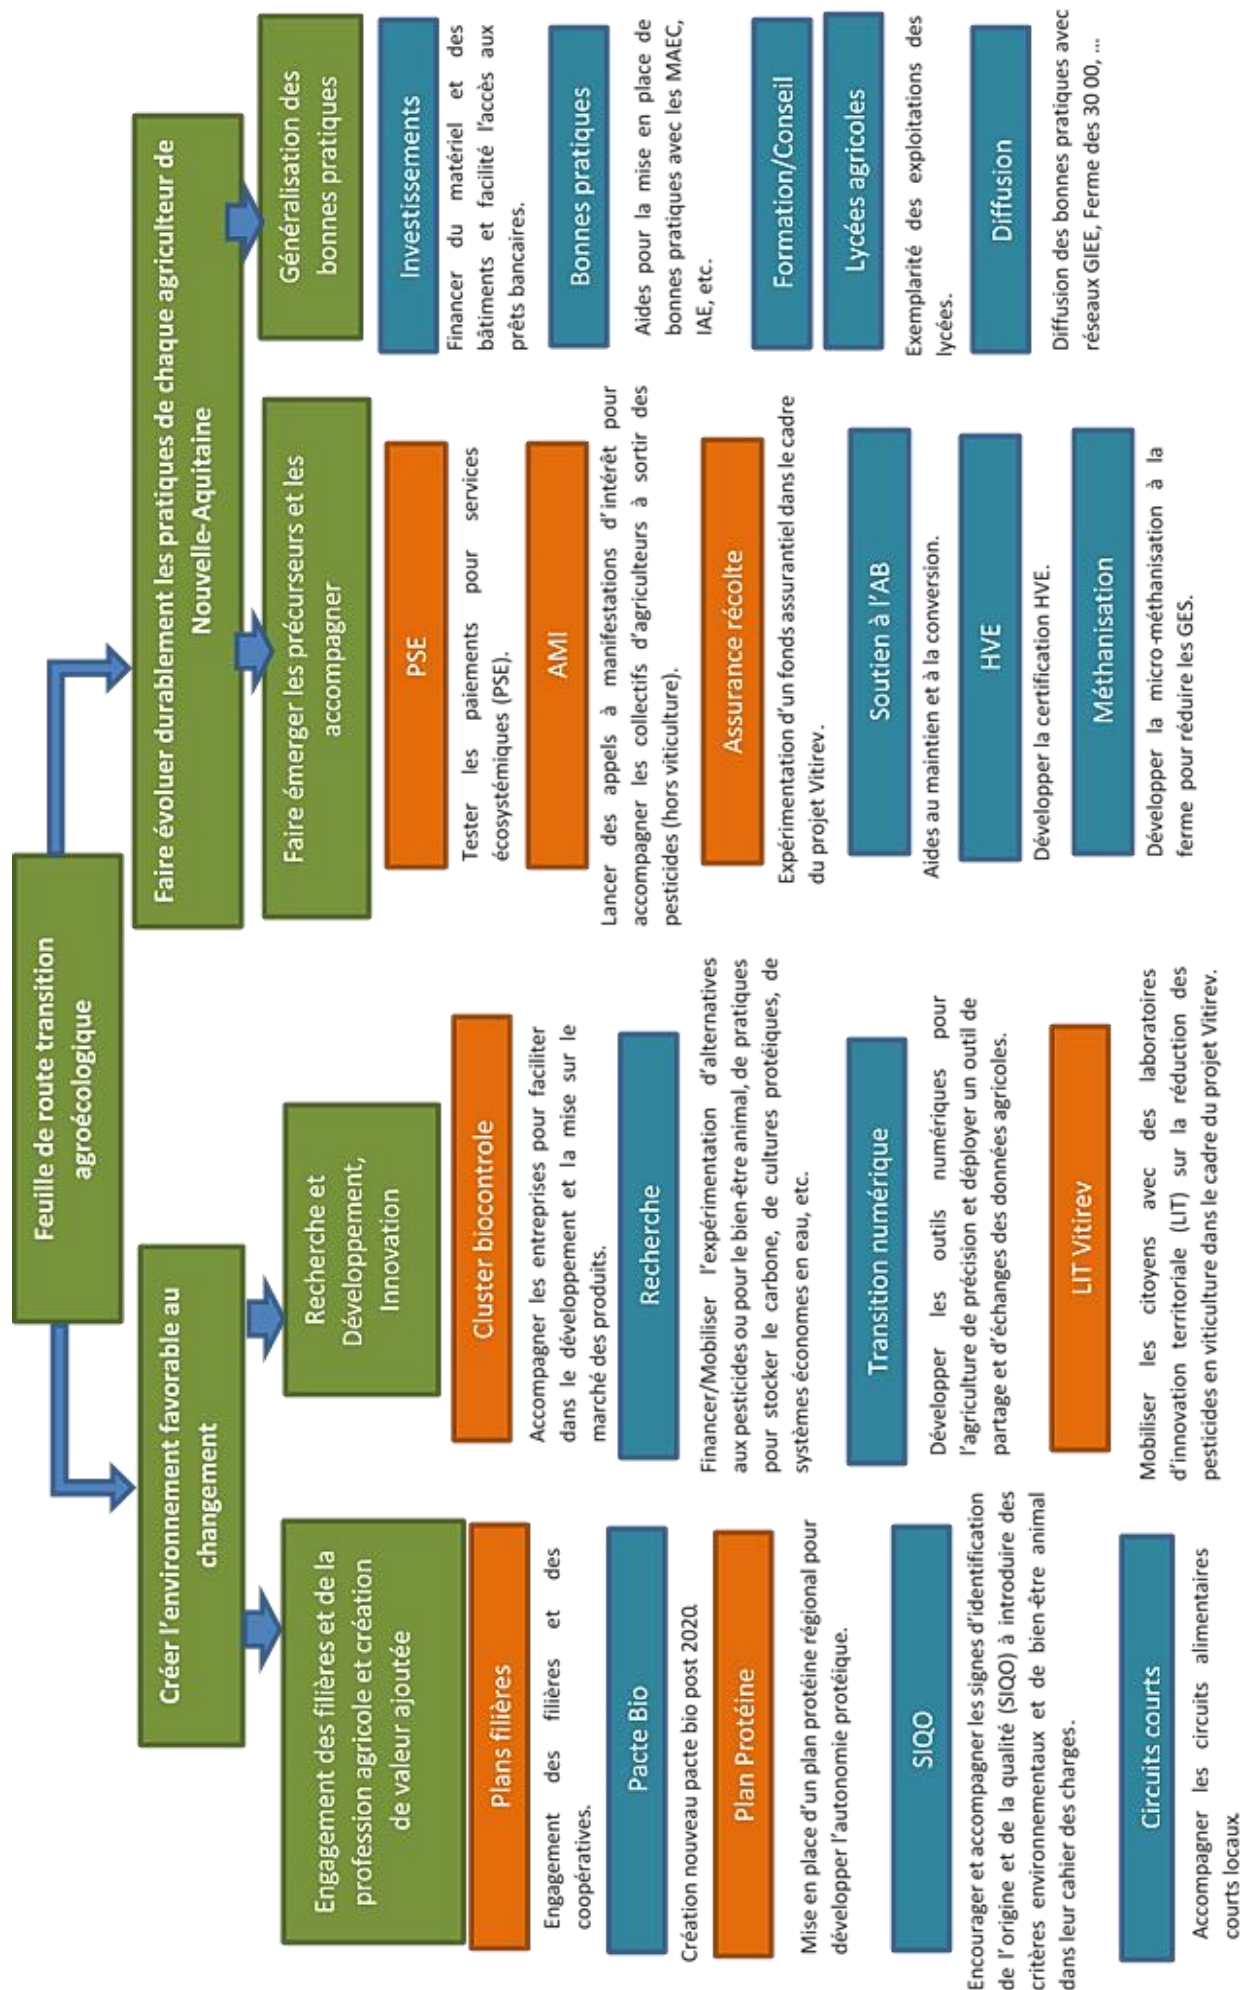 Feuille de route transition
agroécologique
Créer l'environnement favorable au
changement
Engagement des filières et de la
profession agricole et création
de valeur ajoutée
Plans filières
Engagement des filières et des
coopératives.
Pacte Bio
Création nouveau pacte bio post 2020.
Plan Protéine
Mise en place d'un plan protéine régional pour
développer l'autonomie protéique.
SIQO
Encourager et accompagner les signes d'identification
de l'origine et de la qualité (SIQO) à introduire des
critères environnementaux et de bien-être animal
dans leur cahier des charges.
Circuits courts
Accompagner les circuits alimentaires
courts locaux.
Recherche et
Développement,
Innovation
Cluster biocontrole
Accompagner les entreprises pour faciliter
dans le développement et la mise sur le
marché des produits.
Recherche
Financer/Mobiliser l'expérimentation d'alternatives
aux pesticides ou pour le bien-être animal, de pratiques
pour stocker le carbone, de cultures protéiques, de
systèmes économes en eau, etc.
Transition numérique
Développer les outils numériques pour
l'agriculture de précision et déployer un outil de
partage et d'échanges des données agricoles.
LIT Vitirev
Mobiliser les citoyens avec des laboratoires
d'innovation territoriale (LIT) sur la réduction des
pesticides en viticulture dans le cadre du projet Vitirev.
Faire évoluer durablement les pratiques de chaque agriculteur de
Nouvelle-Aquitaine
Faire émerger les précurseurs et les
accompagner
PSE
Tester les paiements pour services
écosystémiques (PSE).
AMI
Lancer des appels à manifestations d'intérêt pour
accompagner les collectifs d'agriculteurs à sortir des
pesticides (hors viticulture).
Assurance récolte
Expérimentation d'un fonds assurantiel dans le cadre
du projet Vitirev.
Soutien à l'AB
Aides au maintien et à la conversion.
HVE
Développer la certification HVE.
Méthanisation
Développer la micro-méthanisation à la
ferme pour réduire les GES.
Généralisation des
bonnes pratiques
Investissements
Financer du matériel et des
bâtiments et facilité l'accès aux
prêts bancaires.
Bonnes pratiques
Aides pour la mise en place de
bonnes pratiques avec les MAEC,
IAE, etc.
Formation/Conseil
Lycées agricoles
Exemplarité des exploitations des
lycées.
Diffusion
Diffusion des bonnes pratiques avec
réseaux GIEE, Ferme des 30 00, ...